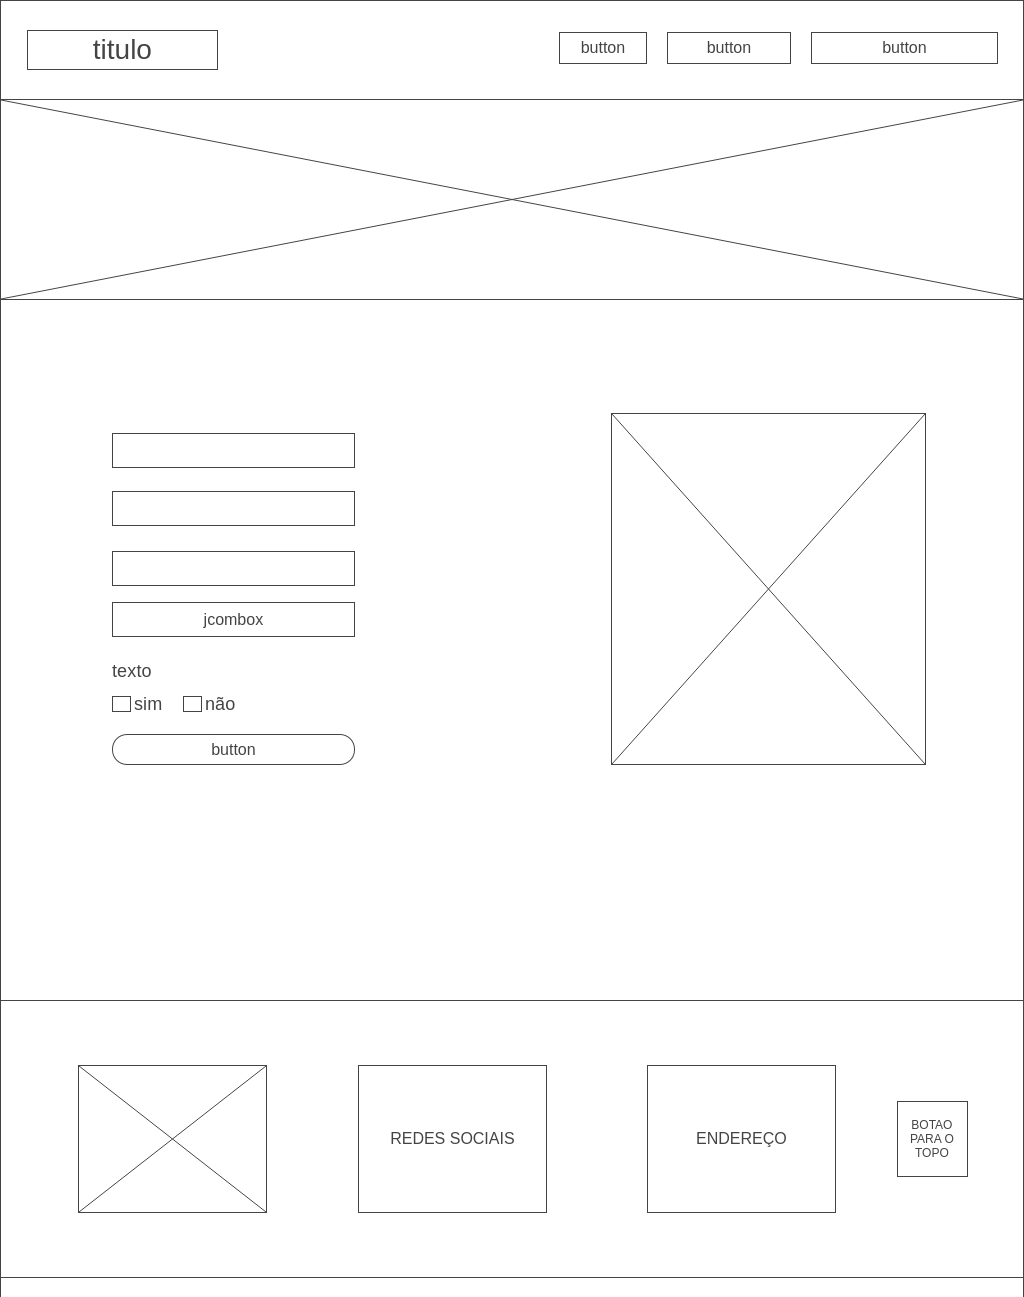 titulo
button
button
button
jcombox
texto
sim
não
button
REDES SOCIAIS
ENDEREÇO
BOTAO
PARA O
TOPO